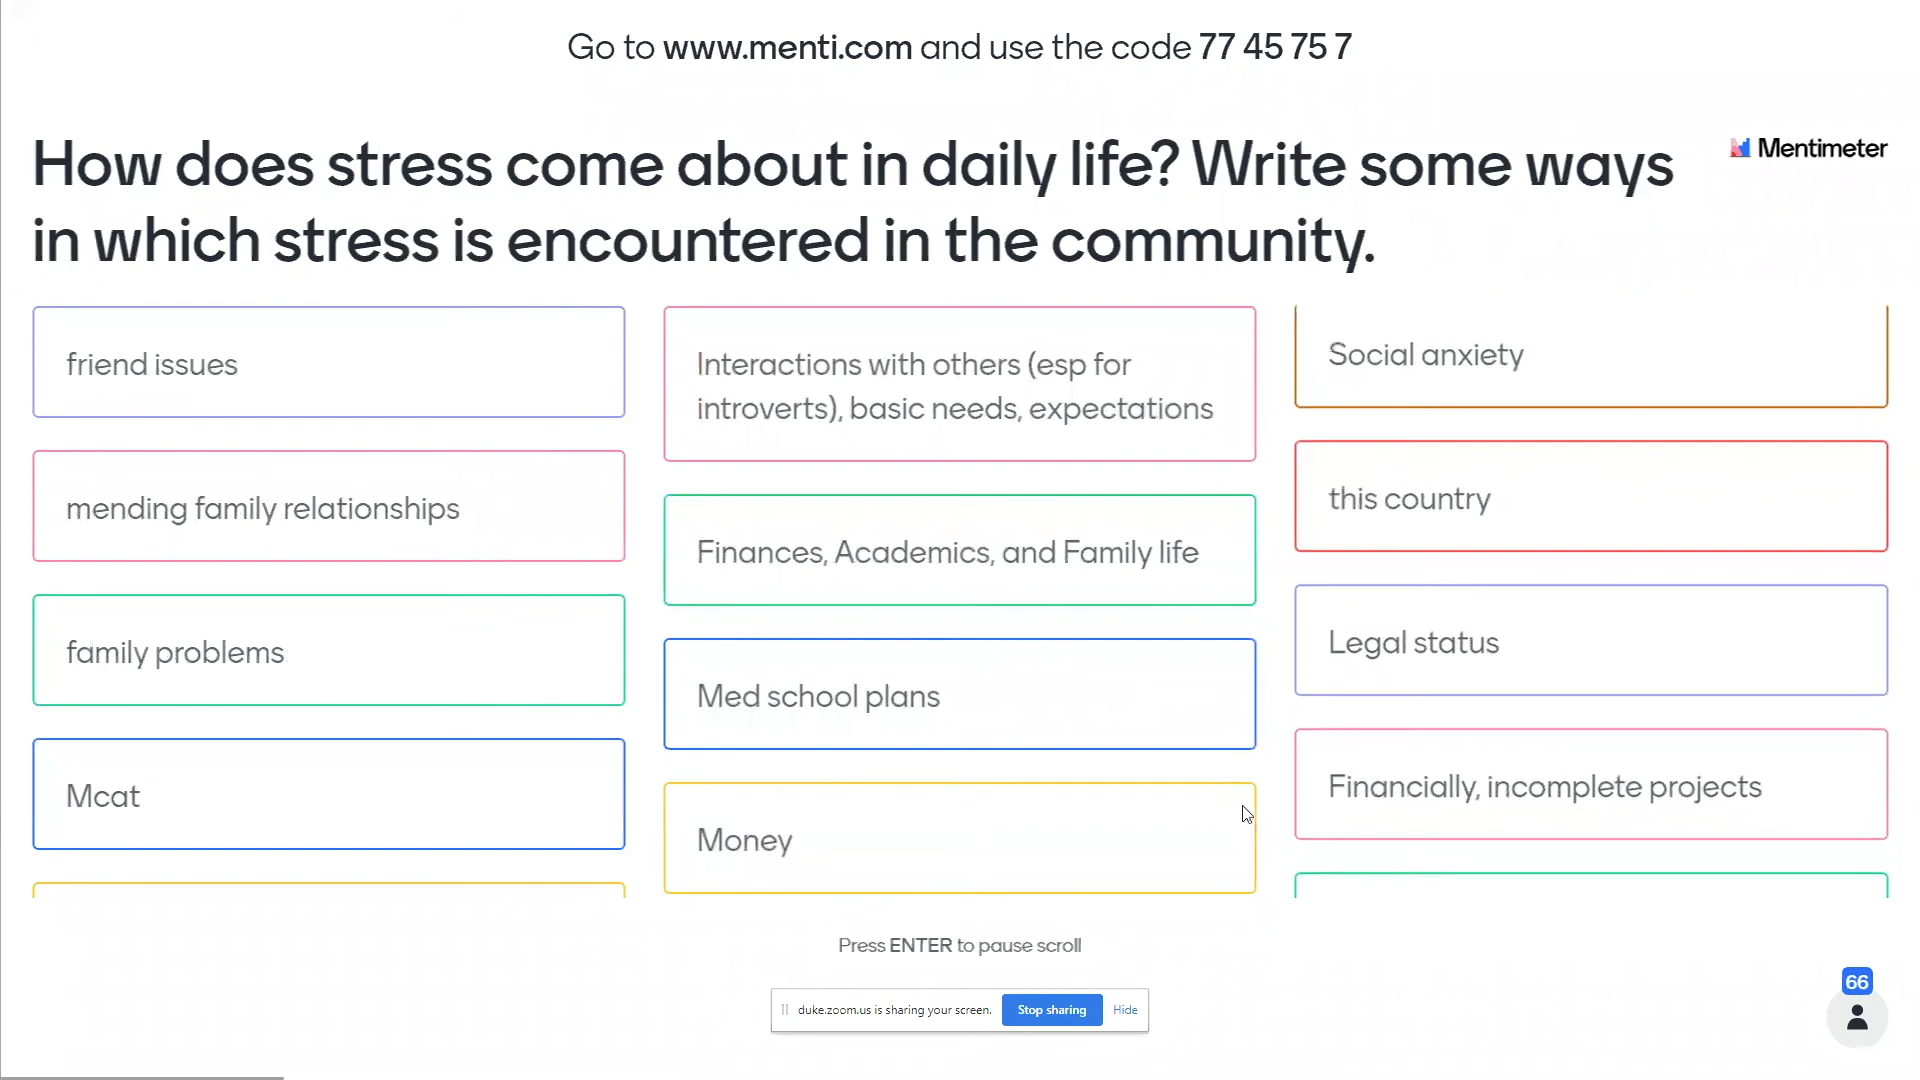 Go to www.menti.com and use the code 77 45 75 7
How does stress come about in daily life? Write some ways
in which stress is encountered in the community.
Mentimeter
friend issues
mending family relationships
family problems
Mcat
Interactions with others (esp for
introverts), basic needs, expectations
Finances, Academics, and Family life
Med school plans
Money
Social anxiety
this country
Legal status
Financially, incomplete projects
Press ENTER to pause scroll
duke.zoom.us is sharing your screen. Stop sharing Hide
66